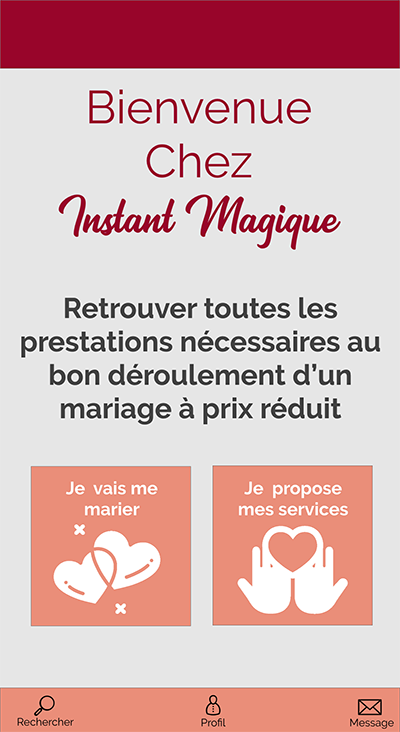 Bienvenue
Chez
Instant Magique
Retrouver toutes les
prestations nécessaires au
bon déroulement d’un
mariage à prix réduit
Je vais me
marier
Je propose
mes services
Rechercher
Profil
Message